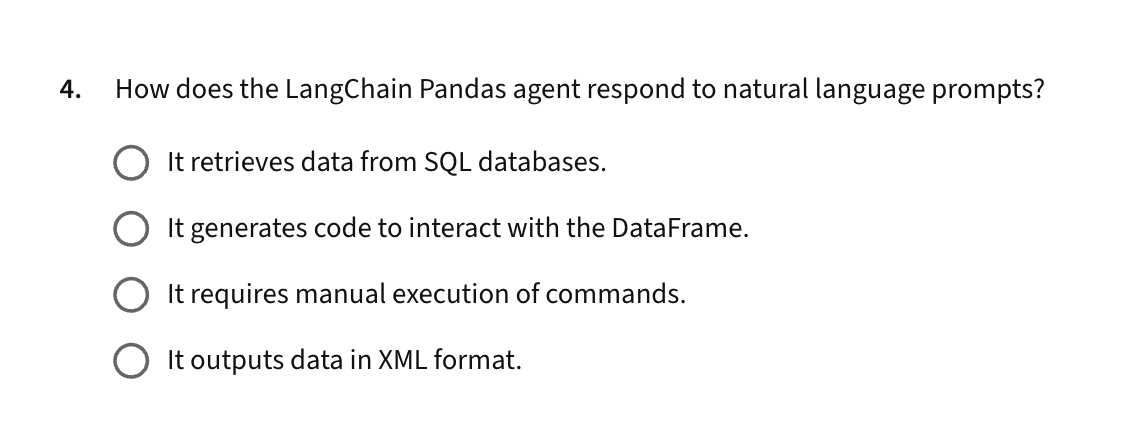 4. How does the LangChain Pandas agent respond to natural language prompts?
It retrieves data from SQL databases.
It generates code to interact with the DataFrame.
It requires manual execution of commands.
It outputs data in XML format.